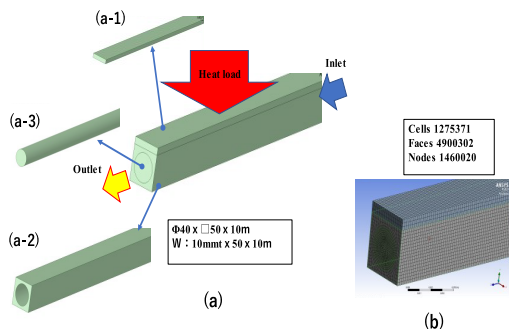 (a-1)
Heat load
Inlet
(a-3)
Outlet
(a-2)
Φ40 x □50 x 10m
W：10mmt x 50 x 10m
(a)
Cells 1275371
Faces 4900302
Nodes 1460020
ANSYS
(b)